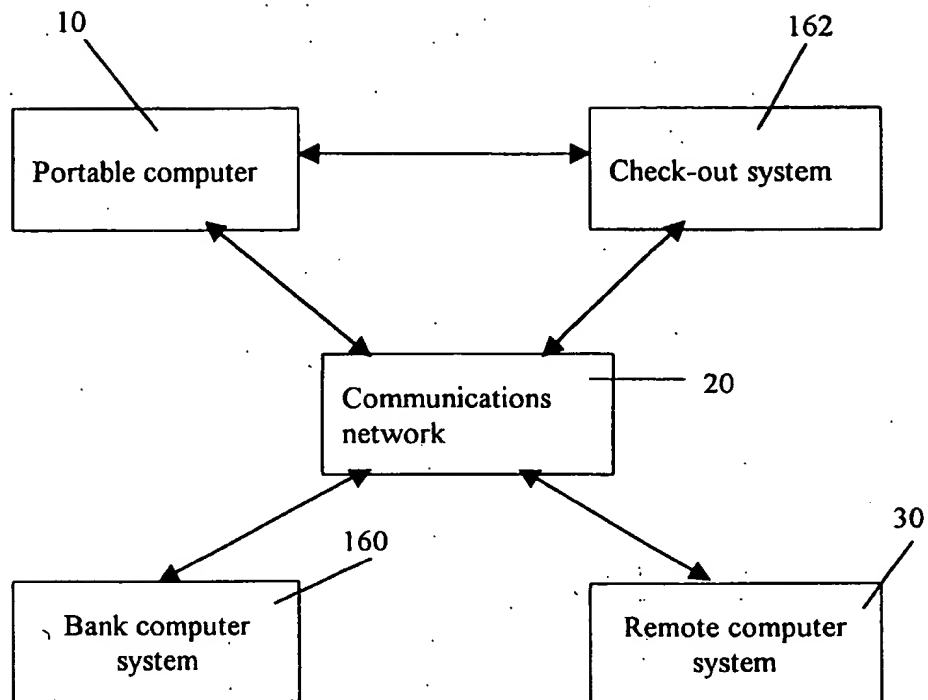 10
162
Portable computer
Check-out system
Communications
network
20
160
30
Bank computer
system
Remote computer
system